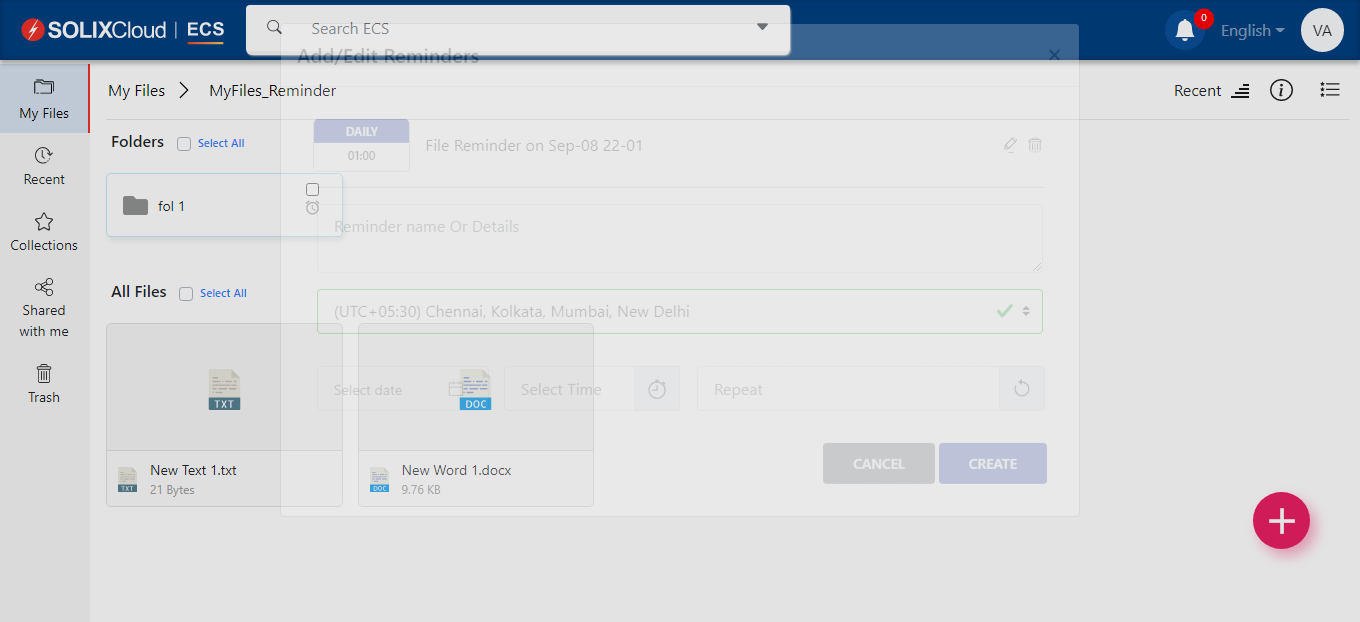 SOLIXCloud | ECS
Search ECS
0
English
VA
Add/Edit Reminders
My Files
Recent
Collections
Shared
with me
Trash
My Files
MyFiles_Reminder
Recent
Folders
Select All
fol 1
DAILY
01:00
File Reminder on Sep-08 22-01
Reminder name Or Details
(UTC+05:30) Chennai, Kolkata, Mumbai, New Delhi
Select date
Select Time
Repeat
CANCEL
CREATE
All Files
Select All
TXT
TXT
New Text 1.txt
21 Bytes
DOC
DOC
New Word 1.docx
9.76 KB